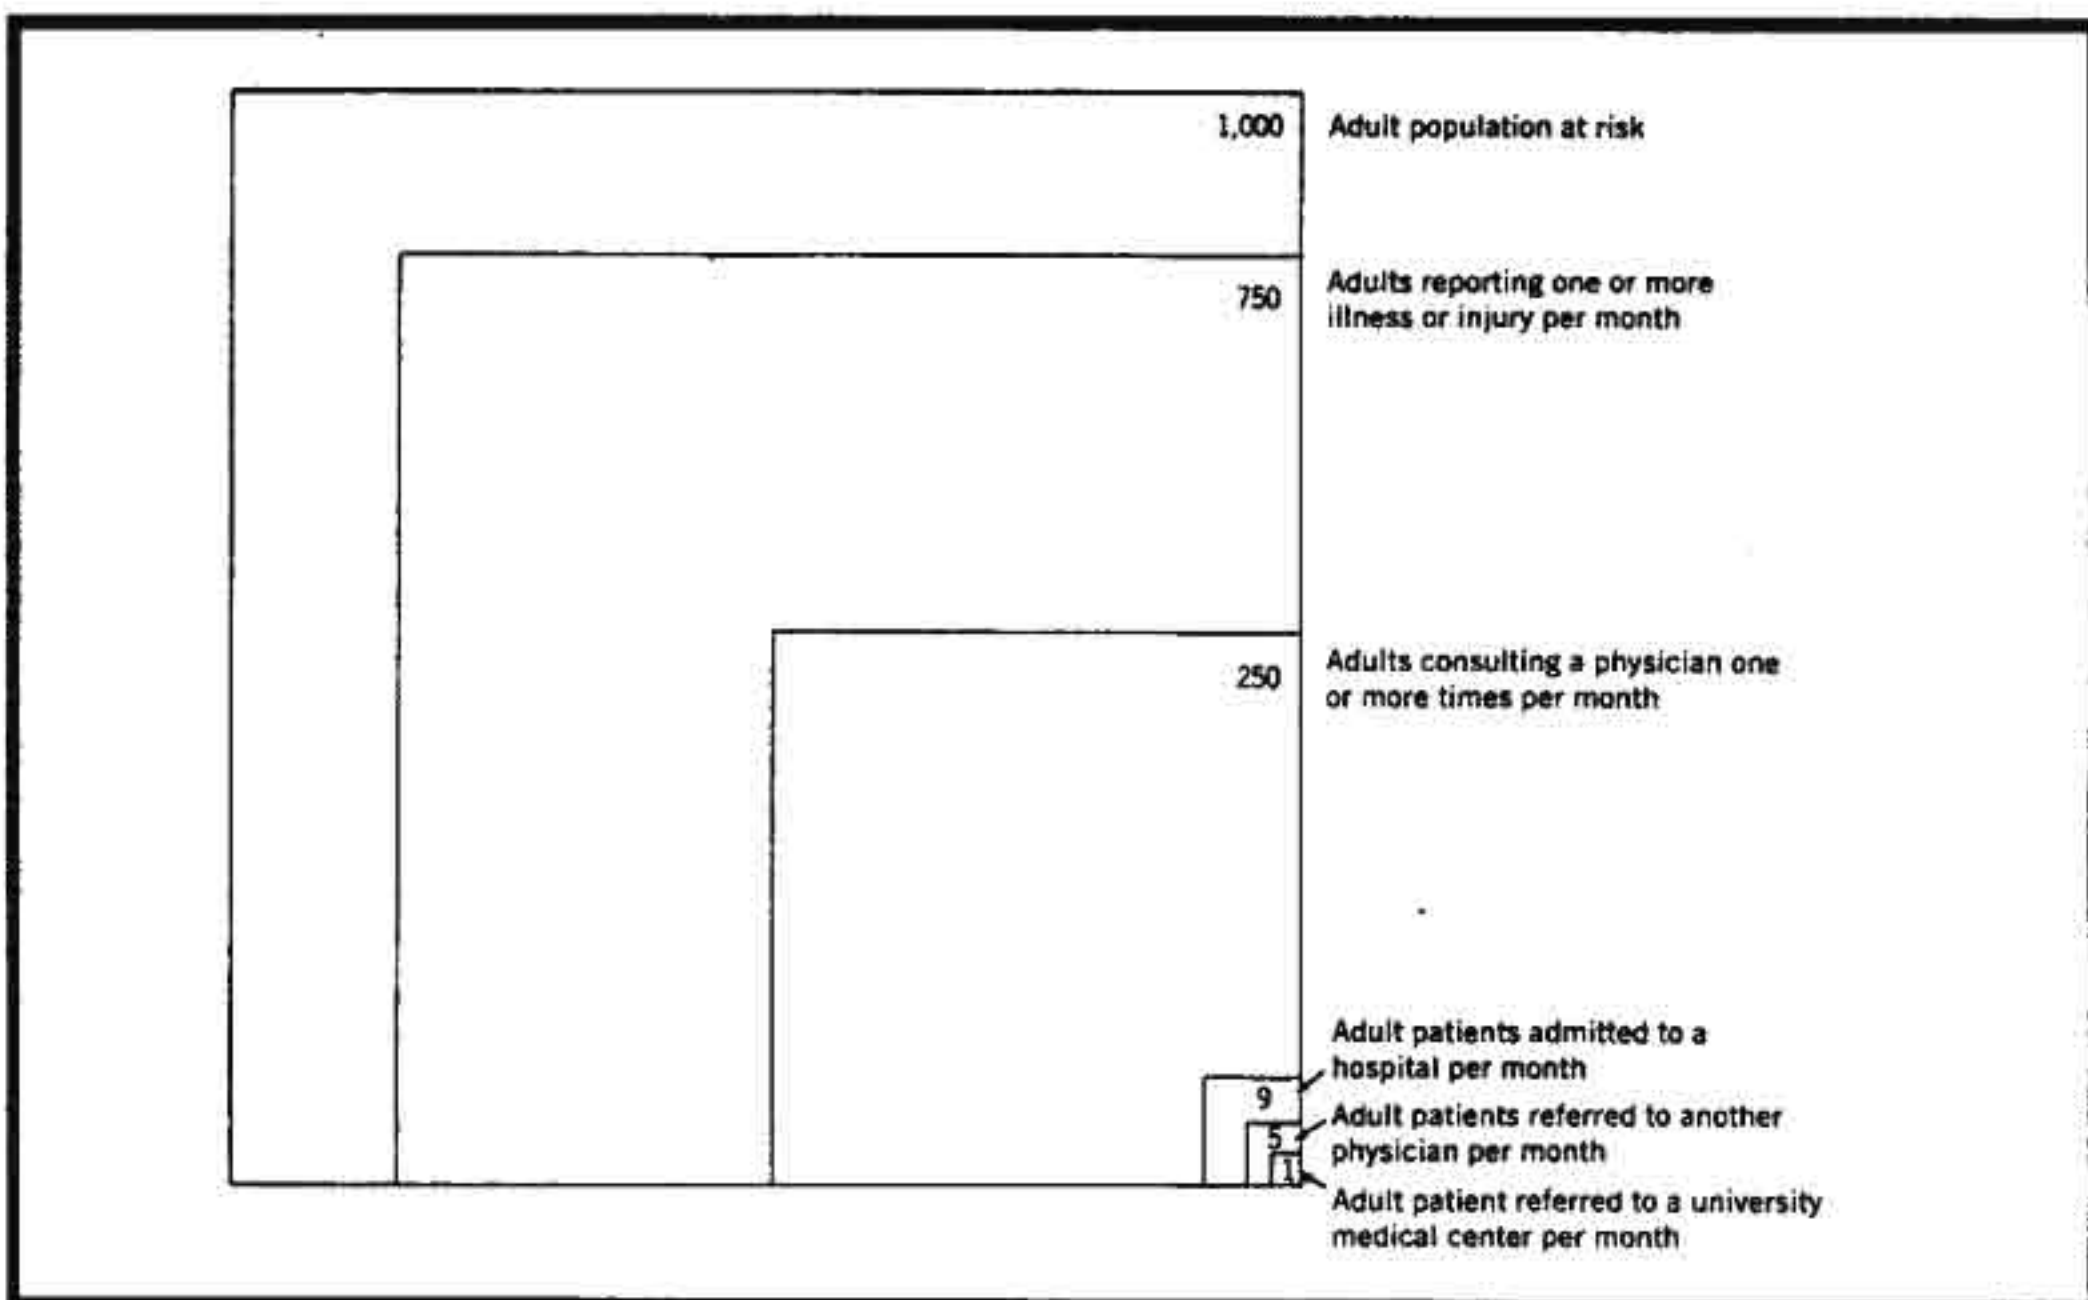 1,000 Adult population at risk
750 Adults reporting one or more
illness or injury per month
250 Adults consulting a physician one
or more times per month
Adult patients admitted to a
hospital per month
9
Adult patients referred to another
5
physician per month
1
Adult patient referred to a university
medical center per month